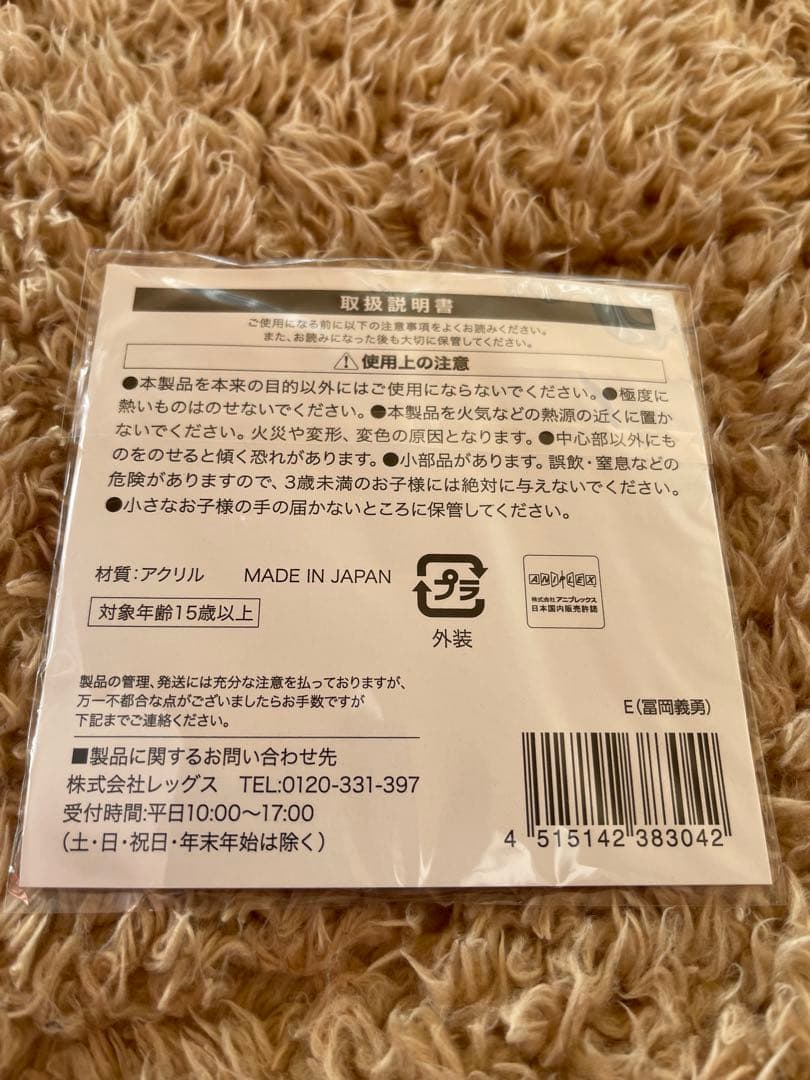 取扱説明書
ご使用になる前に以下の注意事項をよくお読みください。
また、お読みになった後も大切に保管してください。
⚠使用上の注意
●本製品を本来の目的以外にはご使用にならないでください。●極度に
熱いものはのせないでください。●本製品を火気などの熱源の近くに置か
ないでください。火災や変形、変色の原因となります。●中心部以外にも
のをのせると傾く恐れがあります。●小部品があります。誤飲・窒息などの
危険がありますので、3歳未満のお子様には絶対に与えないでください。
●小さなお子様の手の届かないところに保管してください。
材質:アクリル MADE IN JAPAN
対象年齢15歳以上
プラ
外装
ANIPLEX
株式会社アニプレックス
日本国内販売許諾
製品の管理、発送には充分な注意を払っておりますが、
万一不都合な点がございましたらお手数ですが
下記までご連絡ください。
■製品に関するお問い合わせ先
株式会社レッグス TEL:0120-331-397
受付時間:平日10:00〜17:00
(土・日・祝日・年末年始は除く)
E(冨岡義勇)
4 515142 383042